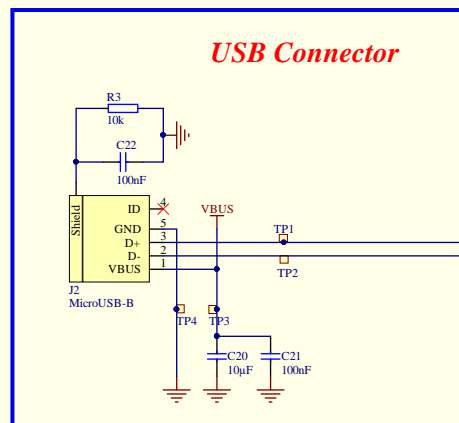 USB Connector
R3
10k
C22
100nF
Shield
ID
4
GND
5
D+
3
D-
2
VBUS
1
J2
MicroUSB-B
VBUS
TP1
TP2
TP4
TP3
C20
10µF
C21
100nF